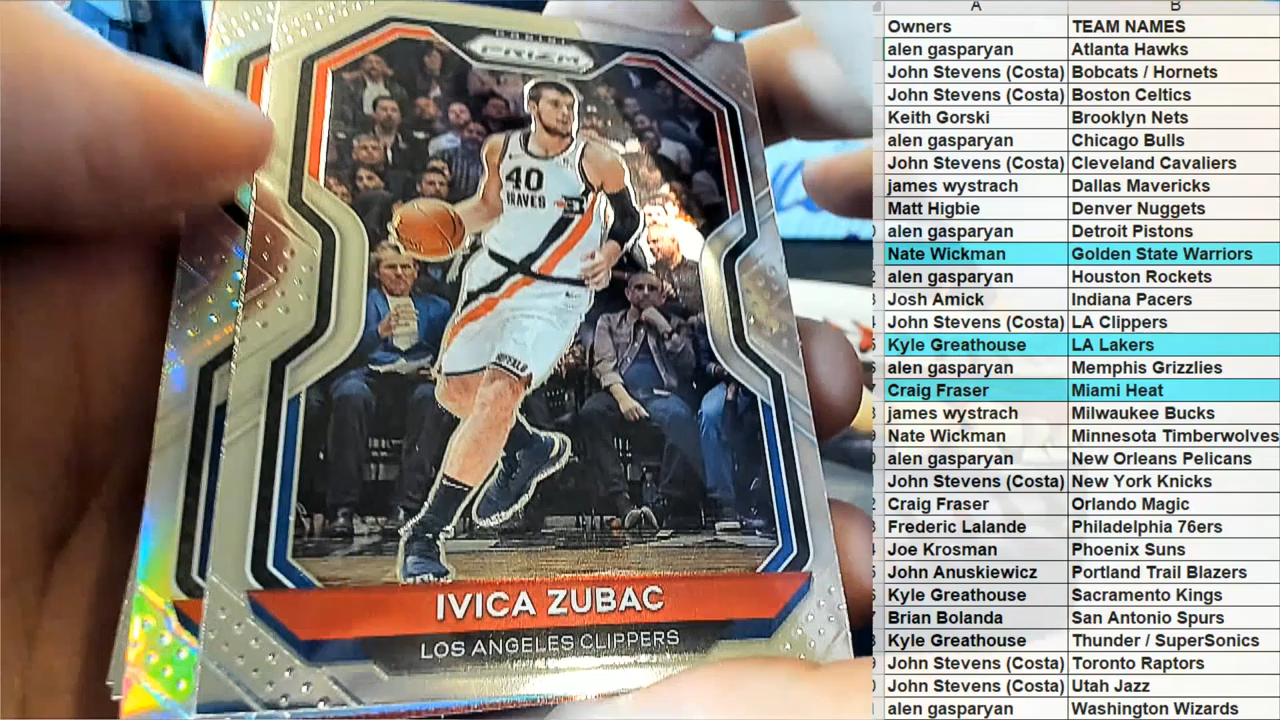 PANINI
PRIZM
40
BRAVES
BUFFALO
IVICA ZUBAC
LOS ANGELES CLIPPERS
A B
Owners TEAM NAMES
alen gasparyan Atlanta Hawks
John Stevens (Costa) Bobcats / Hornets
John Stevens (Costa) Boston Celtics
Keith Gorski Brooklyn Nets
alen gasparyan Chicago Bulls
John Stevens (Costa) Cleveland Cavaliers
james wystrach Dallas Mavericks
Matt Higbie Denver Nuggets
alen gasparyan Detroit Pistons
Nate Wickman Golden State Warriors
alen gasparyan Houston Rockets
Josh Amick Indiana Pacers
John Stevens (Costa) LA Clippers
Kyle Greathouse LA Lakers
alen gasparyan Memphis Grizzlies
Craig Fraser Miami Heat
james wystrach Milwaukee Bucks
Nate Wickman Minnesota Timberwolves
alen gasparyan New Orleans Pelicans
John Stevens (Costa) New York Knicks
Craig Fraser Orlando Magic
Frederic Lalande Philadelphia 76ers
Joe Krosman Phoenix Suns
John Anuskiewicz Portland Trail Blazers
Kyle Greathouse Sacramento Kings
Brian Bolanda San Antonio Spurs
Kyle Greathouse Thunder / SuperSonics
John Stevens (Costa) Toronto Raptors
John Stevens (Costa) Utah Jazz
alen gasparyan Washington Wizards